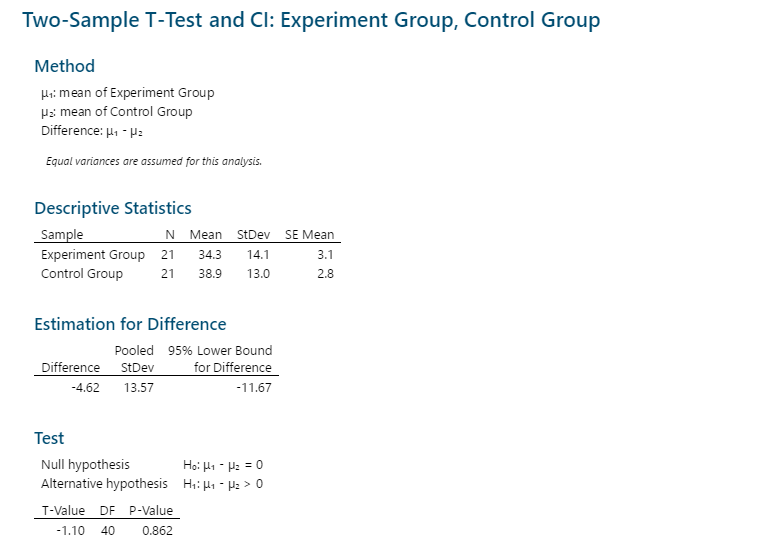 Two-Sample T-Test and CI: Experiment Group, Control Group
Method
μ₁: mean of Experiment Group
μ₂: mean of Control Group
Difference: μ₁ - μ₂
Equal variances are assumed for this analysis.
Descriptive Statistics
Sample N Mean StDev SE Mean
Experiment Group 21 34.3 14.1 3.1
Control Group 21 38.9 13.0 2.8
Estimation for Difference
Pooled 95% Lower Bound
Difference StDev for Difference
-4.62 13.57 -11.67
Test
Null hypothesis H₀: μ₁ - μ₂ = 0
Alternative hypothesis H₁: μ₁ - μ₂ > 0
T-Value DF P-Value
-1.10 40 0.862